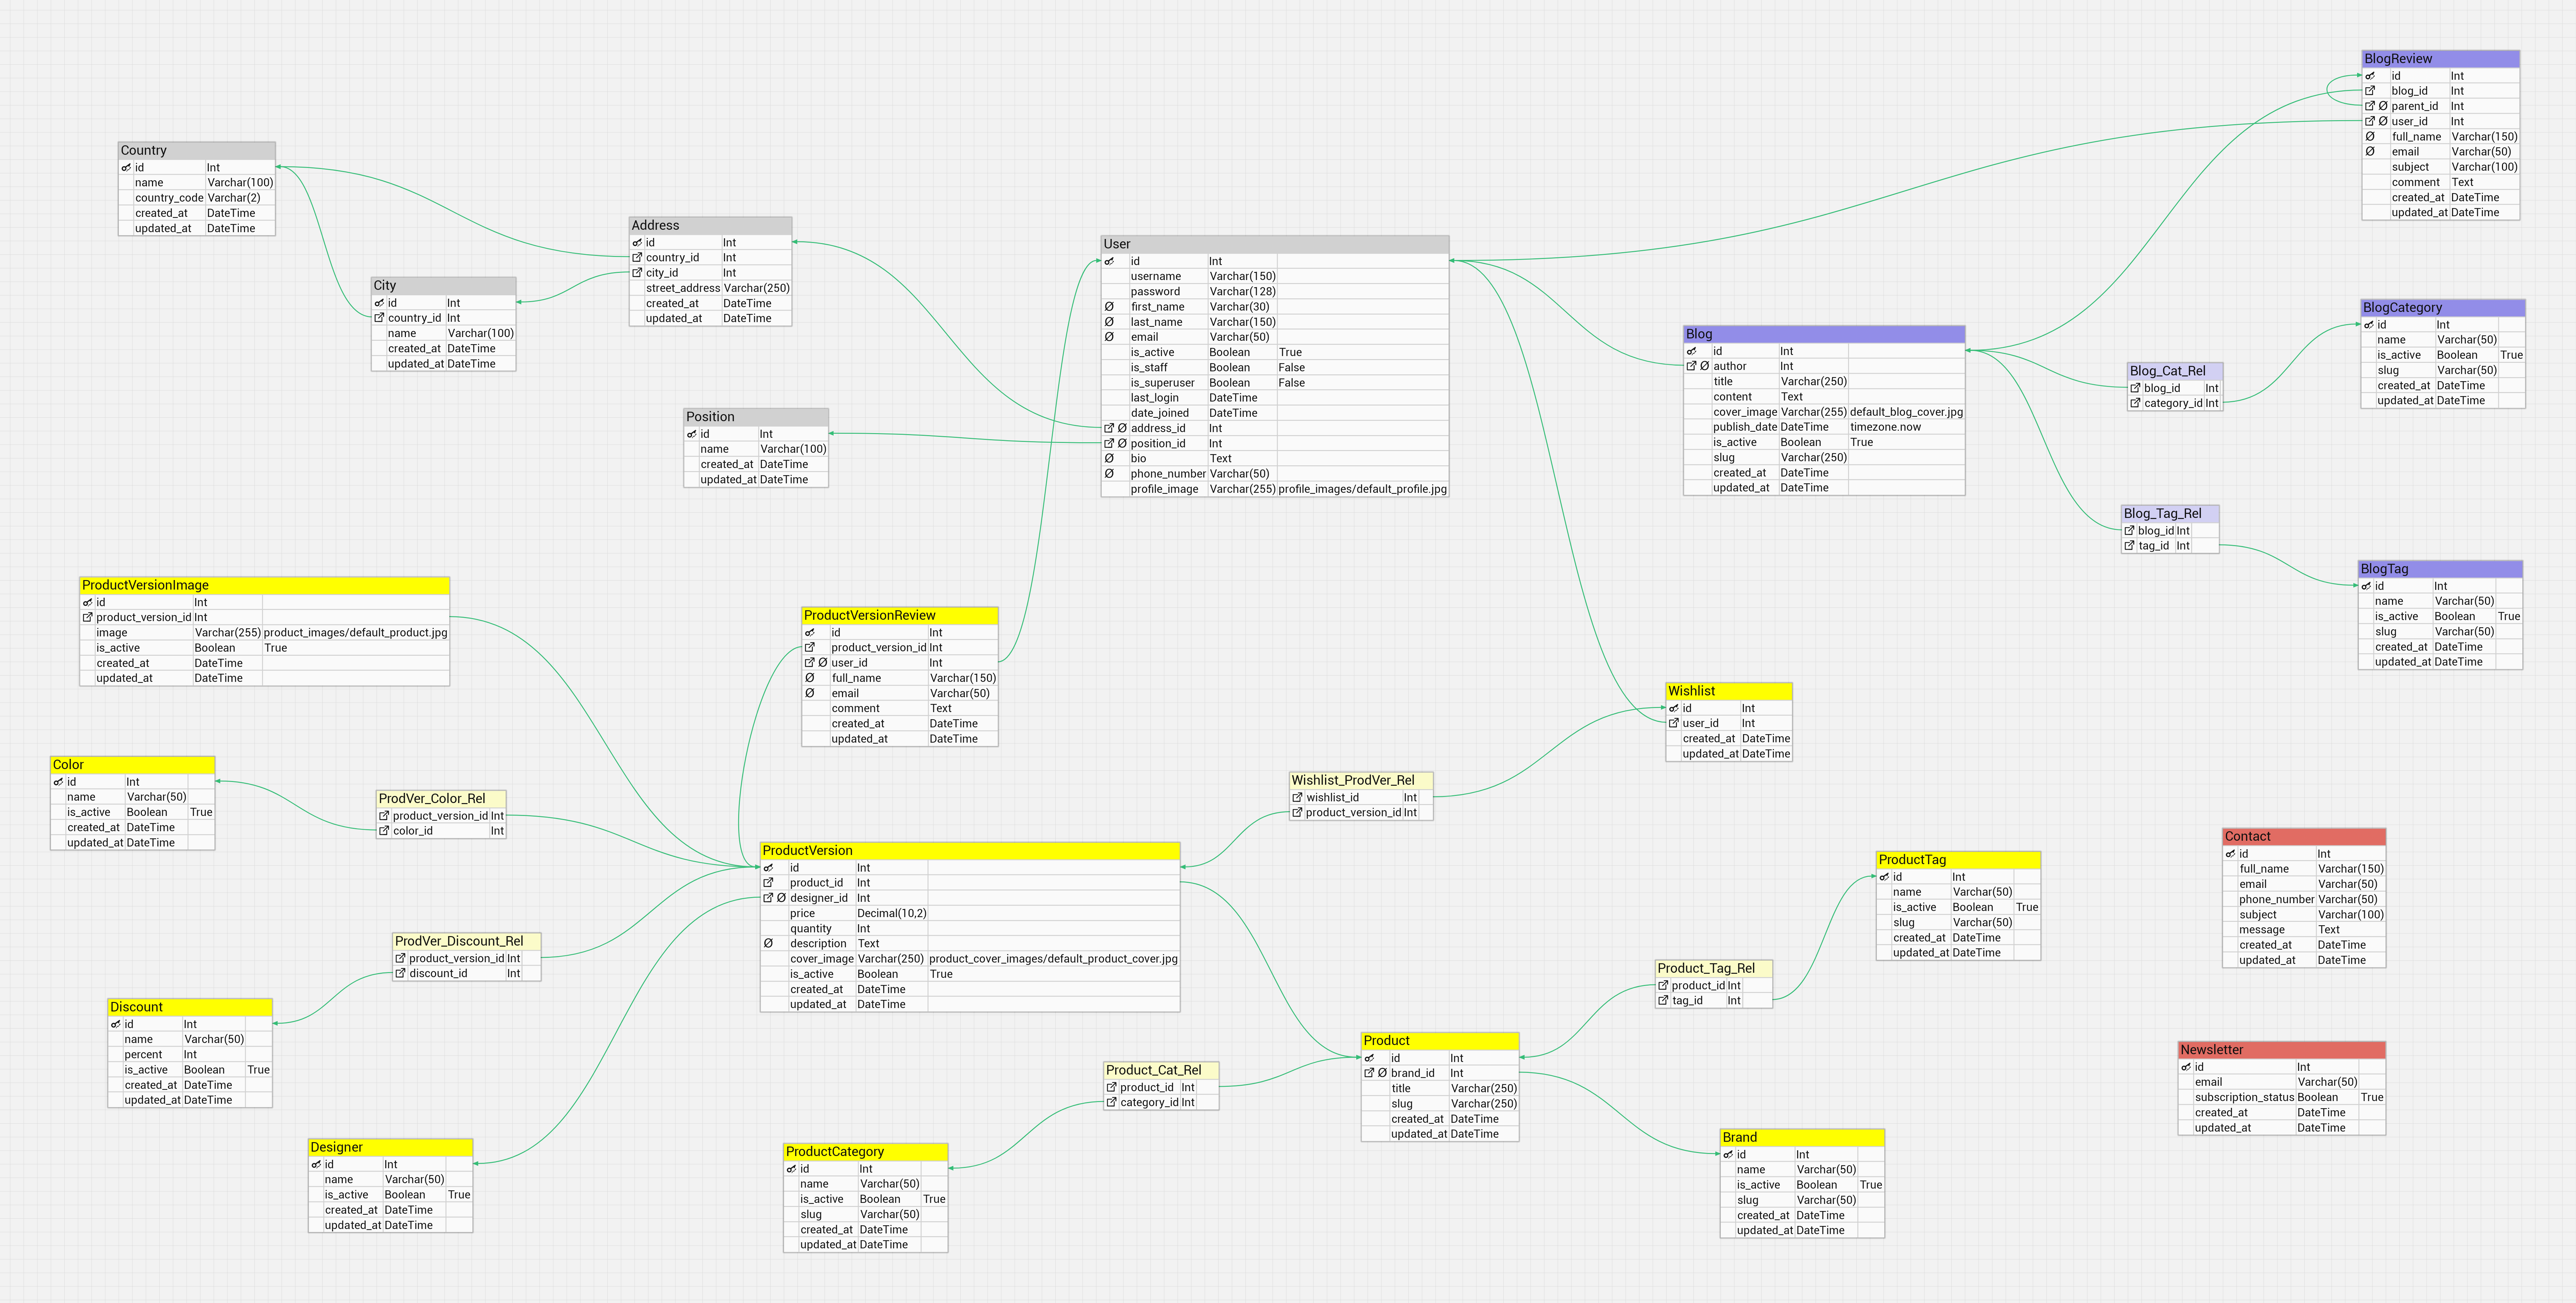 BlogReview
id Int
blog_id Int
parent_id Int
user_id Int
full_name Varchar(150)
email Varchar(50)
subject Varchar(100)
comment Text
created_at DateTime
updated_at DateTime
Country
id Int
name Varchar(100)
country_code Varchar(2)
created_at DateTime
updated_at DateTime
Address
id Int
country_id Int
city_id Int
street_address Varchar(250)
created_at DateTime
updated_at DateTime
User
id Int
username Varchar(150)
password Varchar(128)
first_name Varchar(30)
last_name Varchar(150)
email Varchar(50)
is_active Boolean True
is_staff Boolean False
is_superuser Boolean False
last_login DateTime
date_joined DateTime
address_id Int
position_id Int
bio Text
phone_number Varchar(50)
profile_image Varchar(255) profile_images/default_profile.jpg
City
id Int
country_id Int
name Varchar(100)
created_at DateTime
updated_at DateTime
BlogCategory
id Int
name Varchar(50)
is_active Boolean True
slug Varchar(50)
created_at DateTime
updated_at DateTime
Blog
id Int
author Int
title Varchar(250)
content Text
cover_image Varchar(255) default_blog_cover.jpg
publish_date DateTime timezone.now
is_active Boolean True
slug Varchar(250)
created_at DateTime
updated_at DateTime
Blog_Cat_Rel
blog_id Int
category_id Int
Position
id Int
name Varchar(100)
created_at DateTime
updated_at DateTime
Blog_Tag_Rel
blog_id Int
tag_id Int
BlogTag
id Int
name Varchar(50)
is_active Boolean True
slug Varchar(50)
created_at DateTime
updated_at DateTime
ProductVersionImage
id Int
product_version_id Int
image Varchar(255) product_images/default_product.jpg
is_active Boolean True
created_at DateTime
updated_at DateTime
ProductVersionReview
id Int
product_version_id Int
user_id Int
full_name Varchar(150)
email Varchar(50)
comment Text
created_at DateTime
updated_at DateTime
Wishlist
id Int
user_id Int
created_at DateTime
updated_at DateTime
Color
id Int
name Varchar(50)
is_active Boolean True
created_at DateTime
updated_at DateTime
Wishlist_ProdVer_Rel
wishlist_id Int
product_version_id Int
ProdVer_Color_Rel
product_version_id Int
color_id Int
Contact
id Int
full_name Varchar(150)
email Varchar(50)
phone_number Varchar(50)
subject Varchar(100)
message Text
created_at DateTime
updated_at DateTime
ProductVersion
id Int
product_id Int
designer_id Int
price Decimal(10,2)
quantity Int
description Text
cover_image Varchar(250) product_cover_images/default_product_cover.jpg
is_active Boolean True
created_at DateTime
updated_at DateTime
ProductTag
id Int
name Varchar(50)
is_active Boolean True
slug Varchar(50)
created_at DateTime
updated_at DateTime
ProdVer_Discount_Rel
product_version_id Int
discount_id Int
Product_Tag_Rel
product_id Int
tag_id Int
Discount
id Int
name Varchar(50)
percent Int
is_active Boolean True
created_at DateTime
updated_at DateTime
Product
id Int
brand_id Int
title Varchar(250)
slug Varchar(250)
created_at DateTime
updated_at DateTime
Newsletter
id Int
email Varchar(50)
subscription_status Boolean True
created_at DateTime
updated_at DateTime
Product_Cat_Rel
product_id Int
category_id Int
Brand
id Int
name Varchar(50)
is_active Boolean True
slug Varchar(50)
created_at DateTime
updated_at DateTime
Designer
id Int
name Varchar(50)
is_active Boolean True
created_at DateTime
updated_at DateTime
ProductCategory
id Int
name Varchar(50)
is_active Boolean True
slug Varchar(50)
created_at DateTime
updated_at DateTime